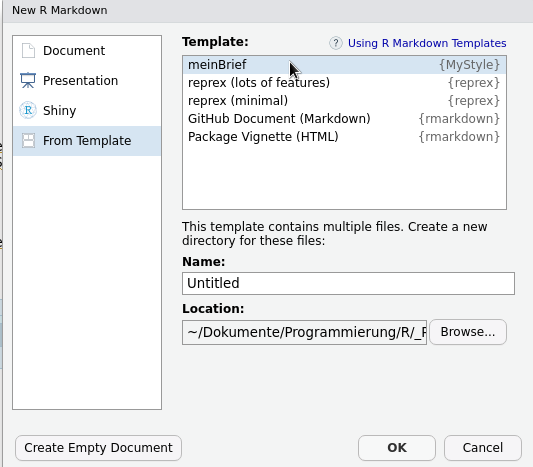 New R Markdown
Document
Presentation
Shiny
From Template
Template:
Using R Markdown Templates
meinBrief {MyStyle}
reprex (lots of features) {reprex}
reprex (minimal) {reprex}
GitHub Document (Markdown) {rmarkdown}
Package Vignette (HTML) {rmarkdown}
This template contains multiple files. Create a new
directory for these files:
Name:
Untitled
Location:
~/Dokumente/Programmierung/R/_
Browse...
Create Empty Document
OK
Cancel